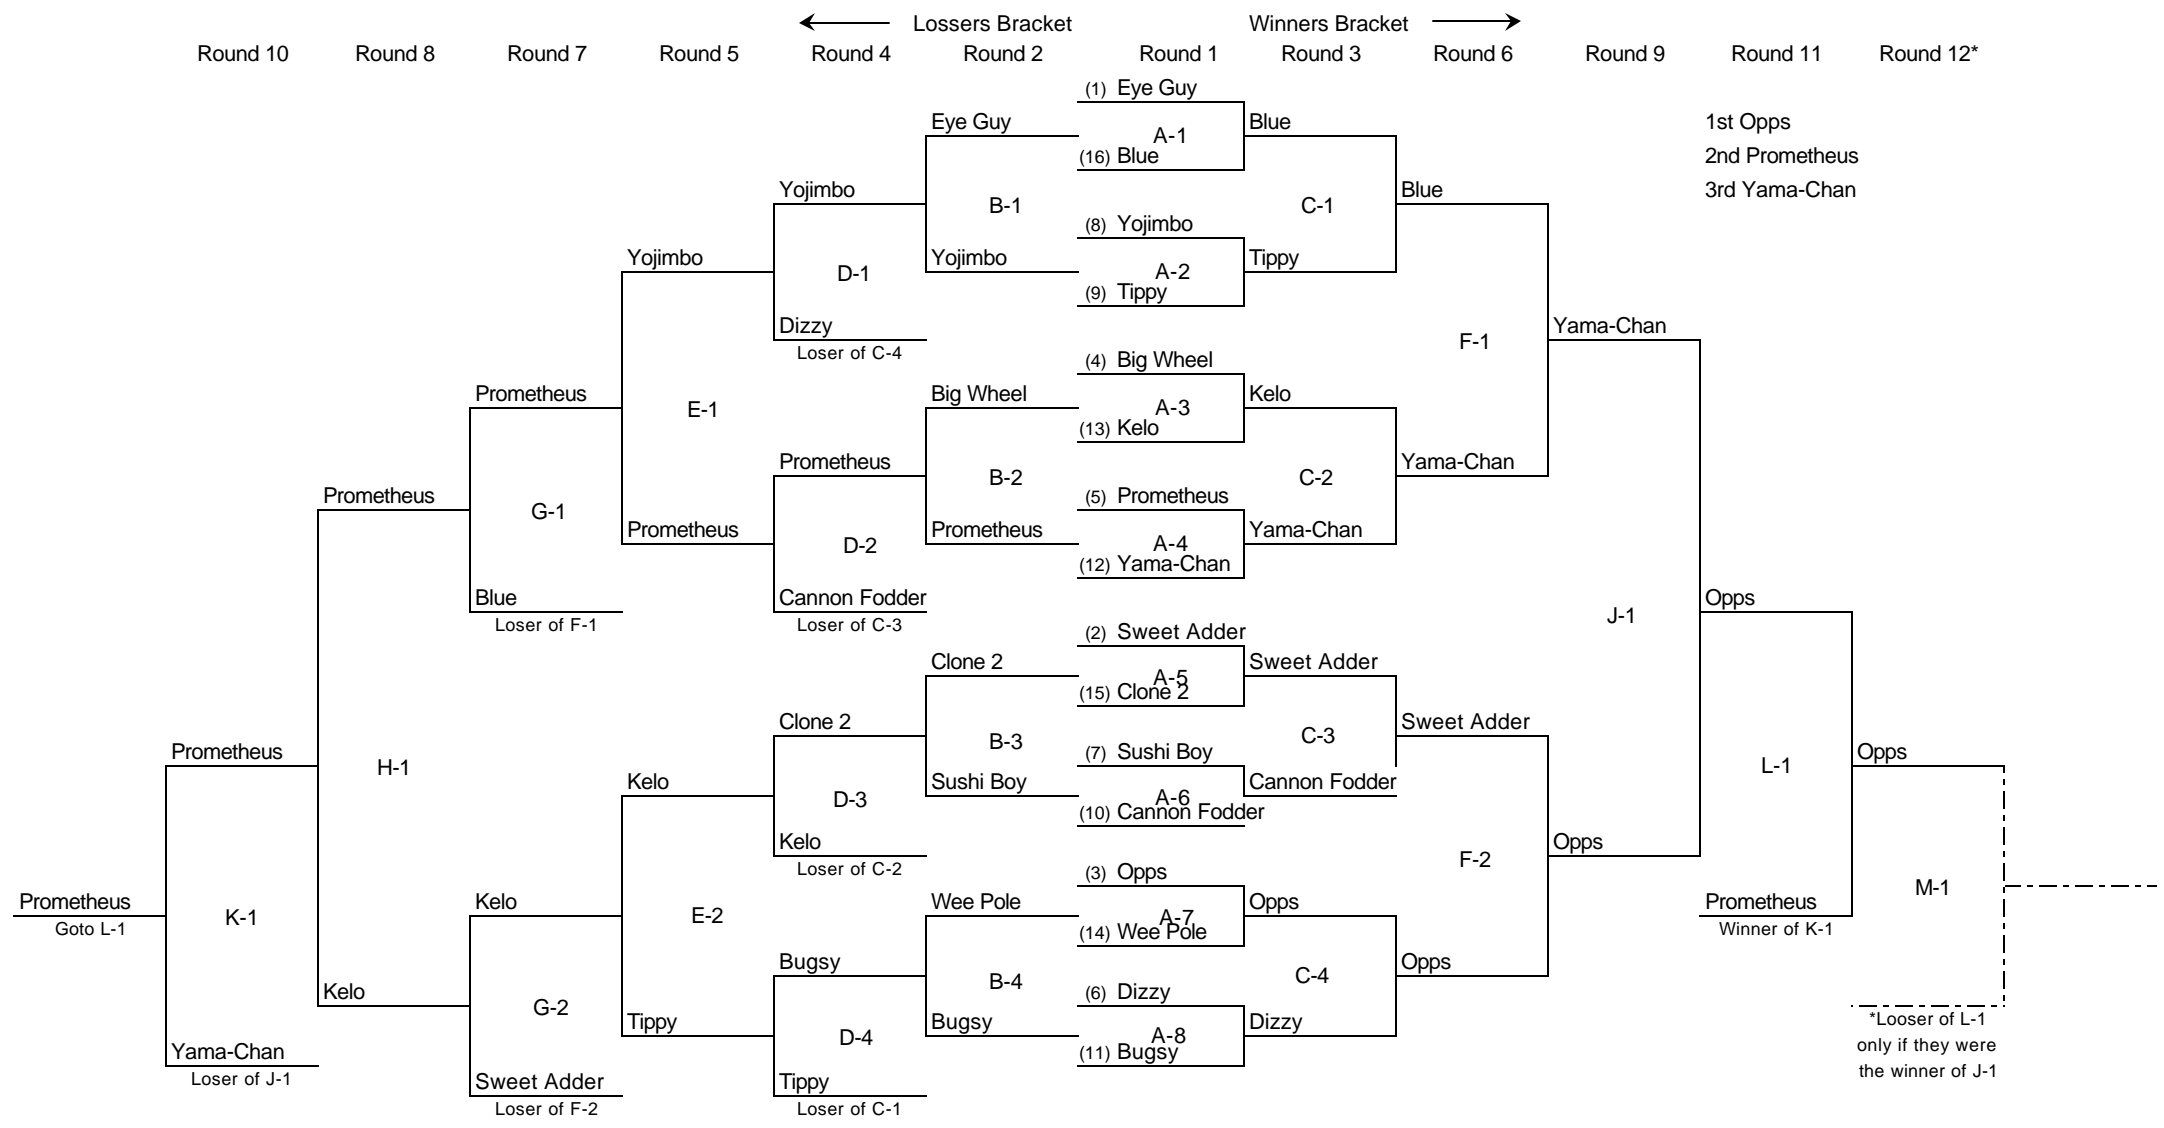 Lossers Bracket Winners Bracket
Round 10 Round 8 Round 7 Round 5 Round 4 Round 2 Round 1 Round 3 Round 6 Round 9 Round 11 Round 12*
(1) Eye Guy
Eye Guy A-1 Blue 1st Opps
(16) Blue 2nd Prometheus
Yojimbo Blue 3rd Yama-Chan
B-1 C-1
(8) Yojimbo
Yojimbo Yojimbo Tippy
D-1 A-2
(9) Tippy
Dizzy F-1 Yama-Chan
Loser of C-4
(4) Big Wheel
Prometheus Big Wheel Kelo
E-1 A-3
(13) Kelo
Prometheus Yama-Chan
B-2 C-2
Prometheus (5) Prometheus
G-1
Prometheus Prometheus Yama-Chan
D-2 A-4
(12) Yama-Chan
Blue Cannon Fodder Opps
Loser of F-1 Loser of C-3 J-1
(2) Sweet Adder
Clone 2 Sweet Adder
A-5
(15) Clone 2
Clone 2 Sweet Adder
B-3 C-3
Prometheus (7) Sushi Boy Opps
H-1 L-1
Kelo Sushi Boy Cannon Fodder
D-3 A-6
(10) Cannon Fodder
Kelo F-2 Opps
Loser of C-2
(3) Opps
M-1
Prometheus Kelo Wee Pole Opps Prometheus
K-1 E-2 A-7
Goto L-1 (14) Wee Pole Winner of K-1
Bugsy Opps
B-4 C-4
Kelo (6) Dizzy
G-2 *Looser of L-1
Tippy Bugsy Dizzy
D-4 A-8
Yama-Chan (11) Bugsy only if they were
Loser of J-1 the winner of J-1
Sweet Adder Tippy
Loser of F-2 Loser of C-1